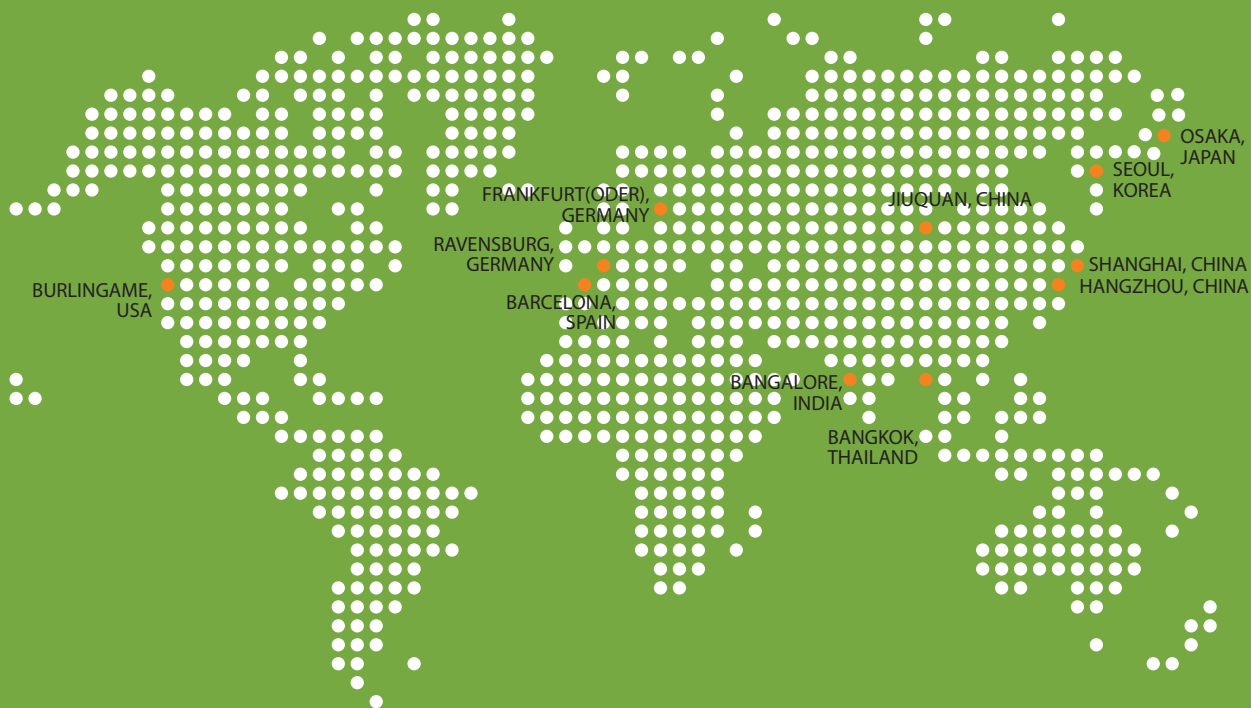 OSAKA,
JAPAN
SEOUL,
KOREA
FRANKFURT(ODER),
GERMANY
JIUQUAN, CHINA
RAVENSBURG,
GERMANY
SHANGHAI, CHINA
BURLINGAME,
USA
HANGZHOU, CHINA
BARCELONA,
SPAIN
BANGALORE,
INDIA
BANGKOK,
THAILAND